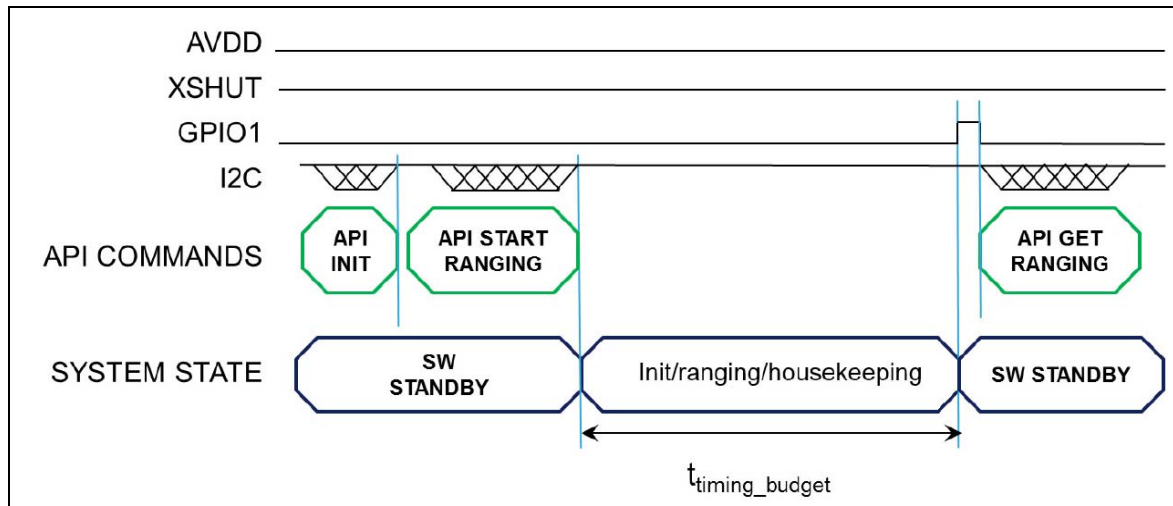 AVDD
XSHUT
GPIO1
I2C
API COMMANDS
API
INIT
API START
RANGING
API GET
RANGING
SYSTEM STATE
SW
STANDBY
Init/ranging/housekeeping
SW STANDBY
ttiming_budget